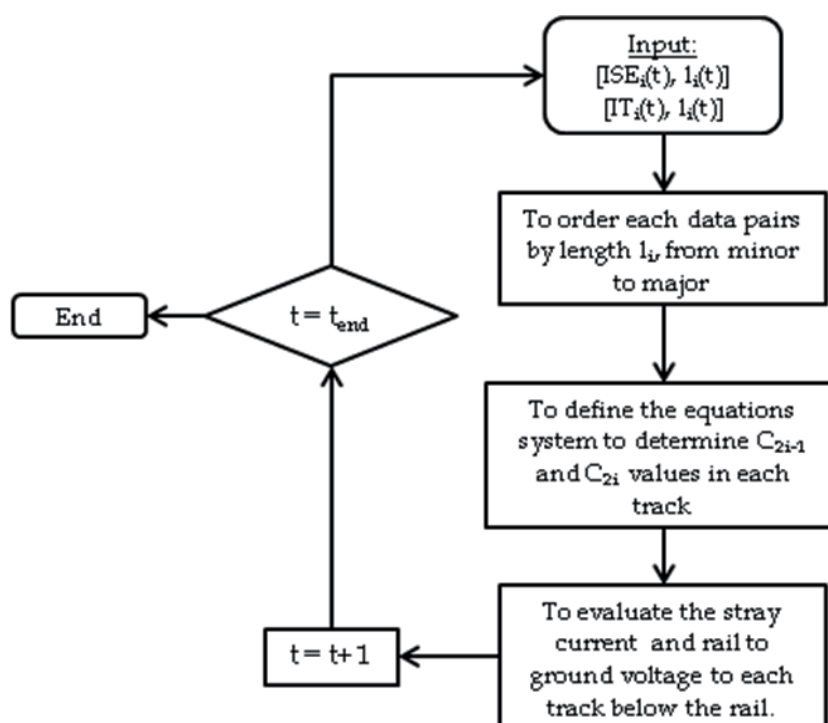 Input:
[ISEᵢ(t), lᵢ(t)]
[ITᵢ(t), lᵢ(t)]
To order each data pairs
by length lᵢ, from minor
to major
To define the equations
system to determine C₂ᵢ₋₁
and C₂ᵢ values in each
track
To evaluate the stray
current and rail to
ground voltage to each
track below the rail.
t = t+1
t = t_end
End